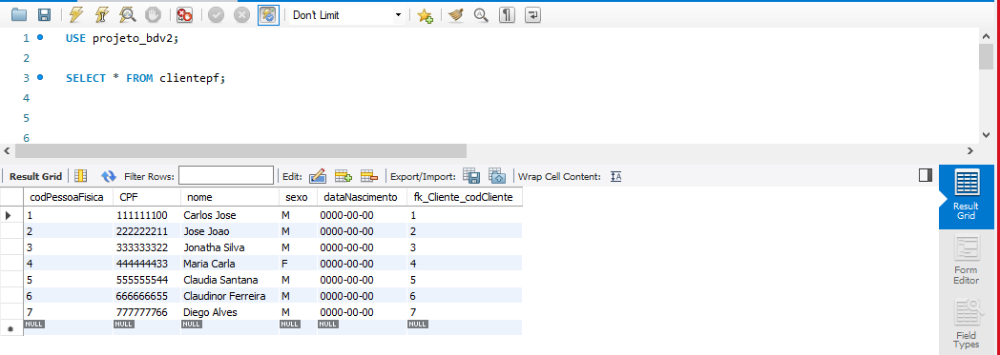 Don't Limit
1 USE projeto_bdv2;
2
3 SELECT * FROM clientepf;
4
5
6
Result Grid Filter Rows: Edit: Export/Import: Wrap Cell Content:
codPessoaFisica CPF nome sexo dataNascimento fk_Cliente_codCliente
1 111111100 Carlos Jose M 0000-00-00 1
2 222222211 Jose Joao M 0000-00-00 2
3 333333322 Jonatha Silva M 0000-00-00 3
4 444444433 Maria Carla F 0000-00-00 4
5 555555544 Claudia Santana M 0000-00-00 5
6 666666655 Claudinor Ferreira M 0000-00-00 6
7 777777766 Diego Alves M 0000-00-00 7
NULL NULL NULL NULL NULL NULL
Result
Grid
Form
Editor
Field
Types